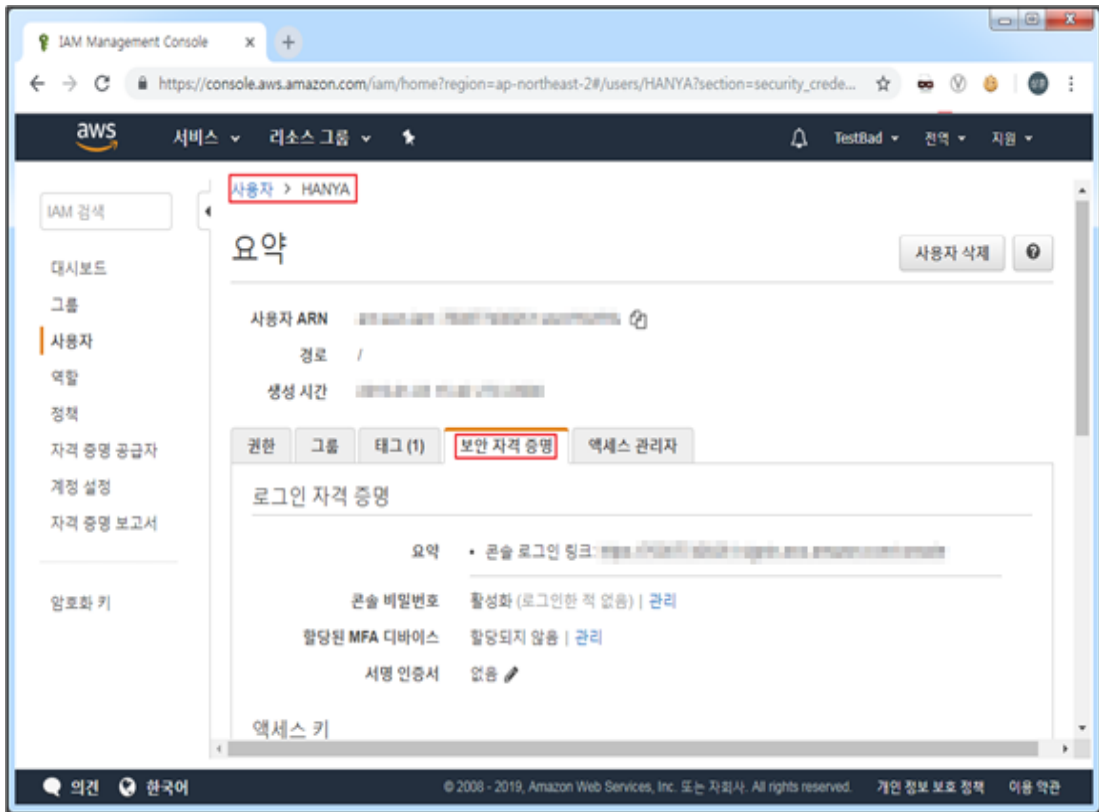 IAM Management Console
https://console.aws.amazon.com/iam/home?region=ap-northeast-2#/users/HANYA?section=security_crede...
aws 서비스 리소스 그룹 TestBad 전역 지원
사용자 > HANYA
IAM 검색
요약
사용자 삭제
대시보드
그룹
사용자
역할
정책
자격 증명 공급자
계정 설정
자격 증명 보고서
암호화 키
사용자 ARN
경로 /
생성 시간
권한 그룹 태그 (1) 보안 자격 증명 액세스 관리자
로그인 자격 증명
요약 • 콘솔 로그인 링크:
콘솔 비밀번호 활성화 (로그인한 적 없음) | 관리
할당된 MFA 디바이스 할당되지 않음 | 관리
서명 인증서 없음
액세스 키
의견 한국어 © 2008 - 2019, Amazon Web Services, Inc. 또는 자회사. All rights reserved. 개인 정보 보호 정책 이용 약관